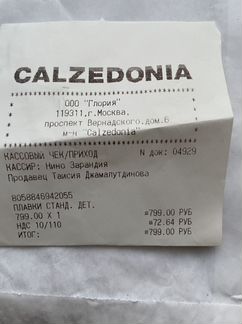 CALZEDONIA
ООО "Глория"
119311,г.Москва,
проспект Вернадского.дом.6
м-н "Calzedonia"
КАССОВЫЙ ЧЕК/ПРИХОД N док: 04929
КАССИР: Нино Зарандия
Продавец Таисия Джамалутдинова
8058846942055
ПЛАВКИ СТАНД. ДЕТ.
799.00 X 1 =799.00 РУБ
НДС 10/110 =72.64 РУБ
ИТОГ: =799.00 РУБ